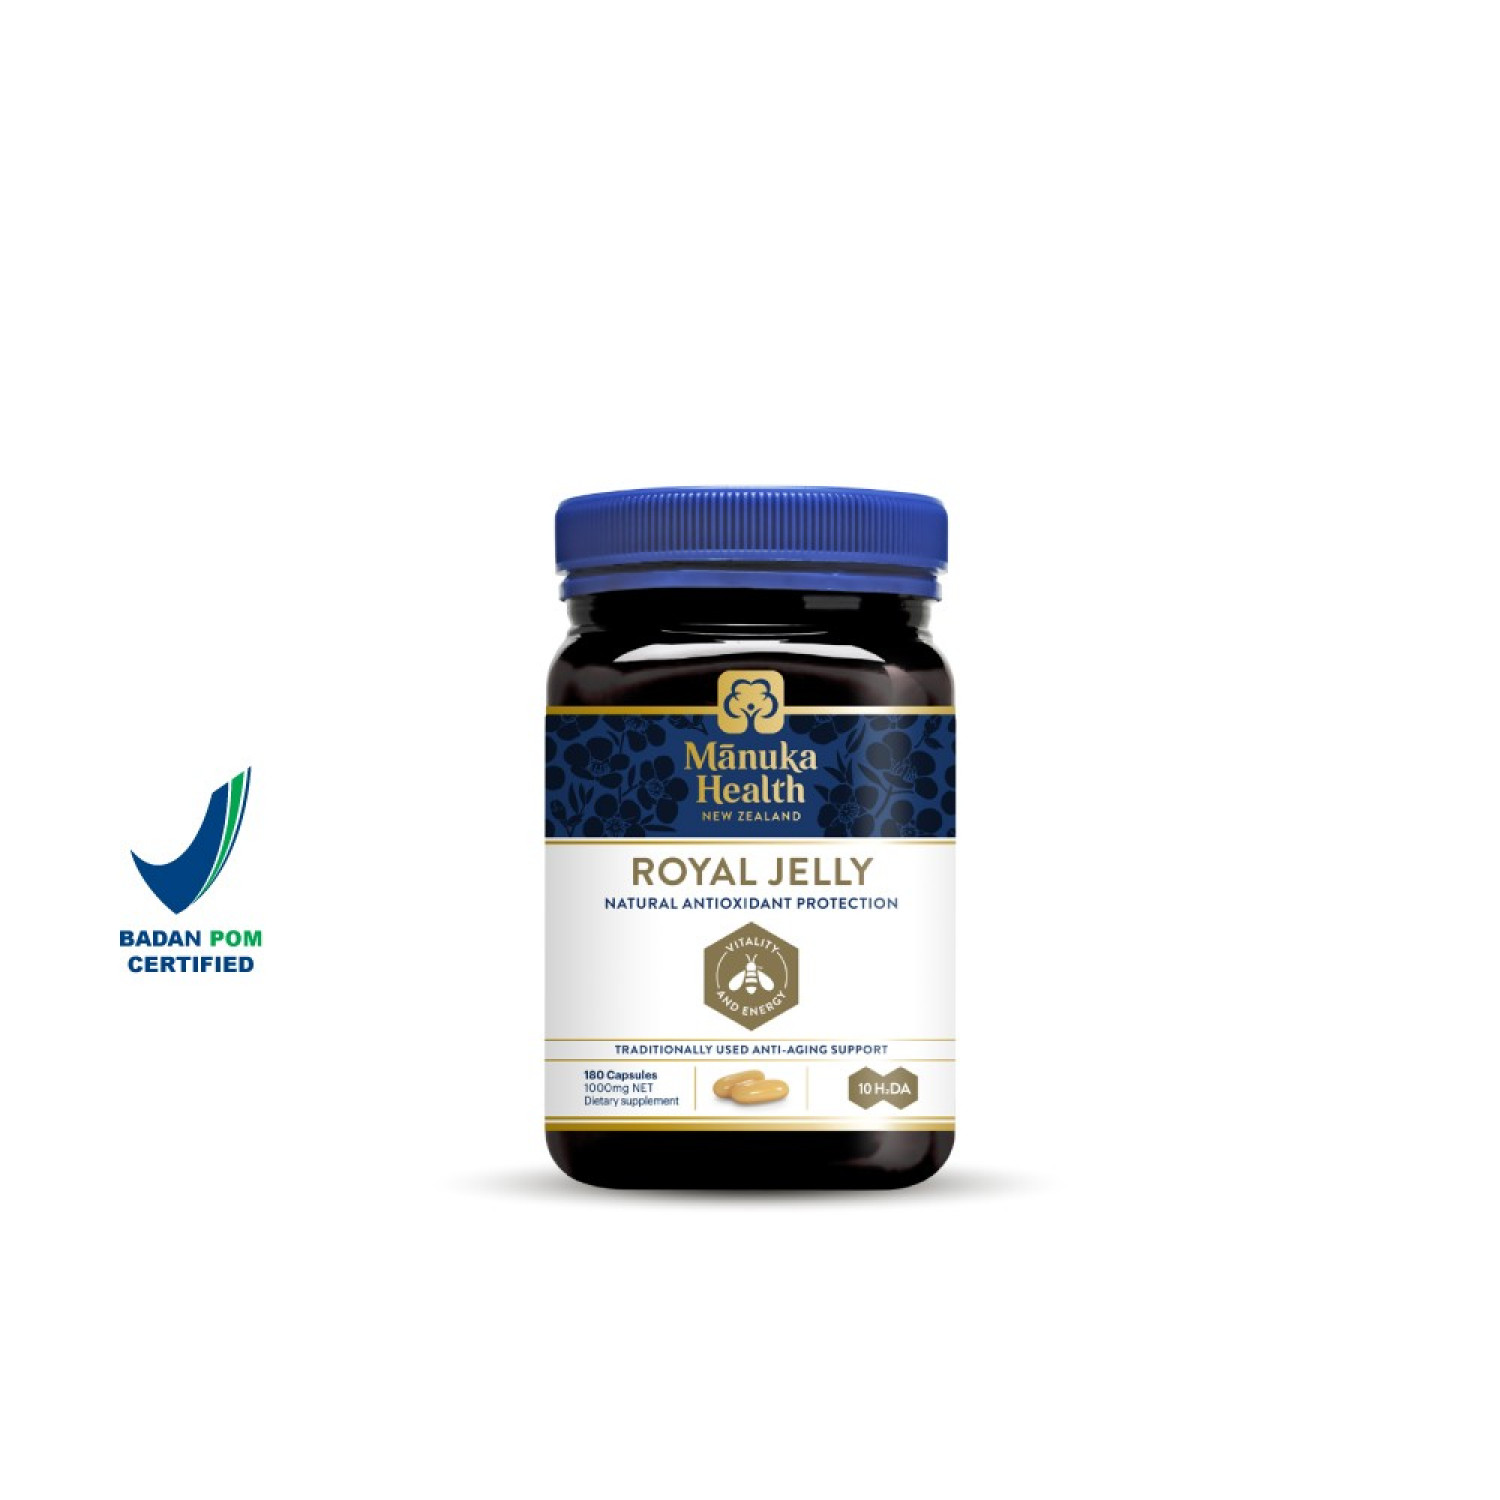 Mānuka
Health
NEW ZEALAND
ROYAL JELLY
NATURAL ANTIOXIDANT PROTECTION
VITALITY
AND ENERGY
TRADITIONALLY USED ANTI-AGING SUPPORT
180 Capsules
1000mg NET
Dietary supplement
10 H₂DA
BADAN POM
CERTIFIED